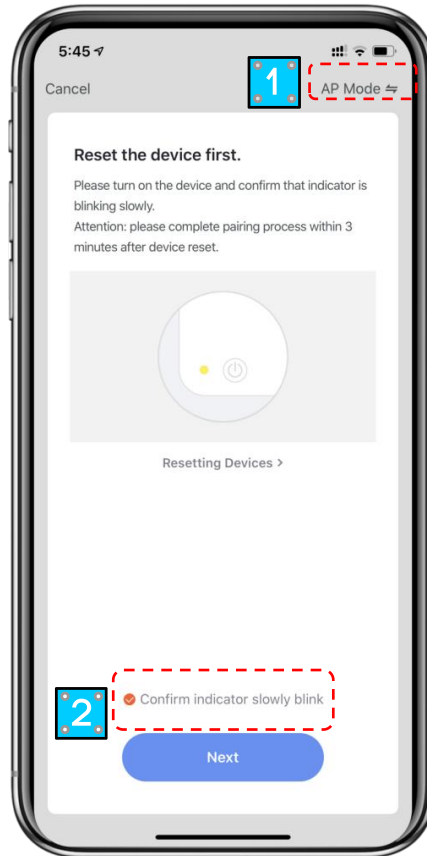 5:45
1
Cancel
AP Mode
Reset the device first.
Please turn on the device and confirm that indicator is
blinking slowly.
Attention: please complete pairing process within 3
minutes after device reset.
Resetting Devices >
2
Confirm indicator slowly blink
Next